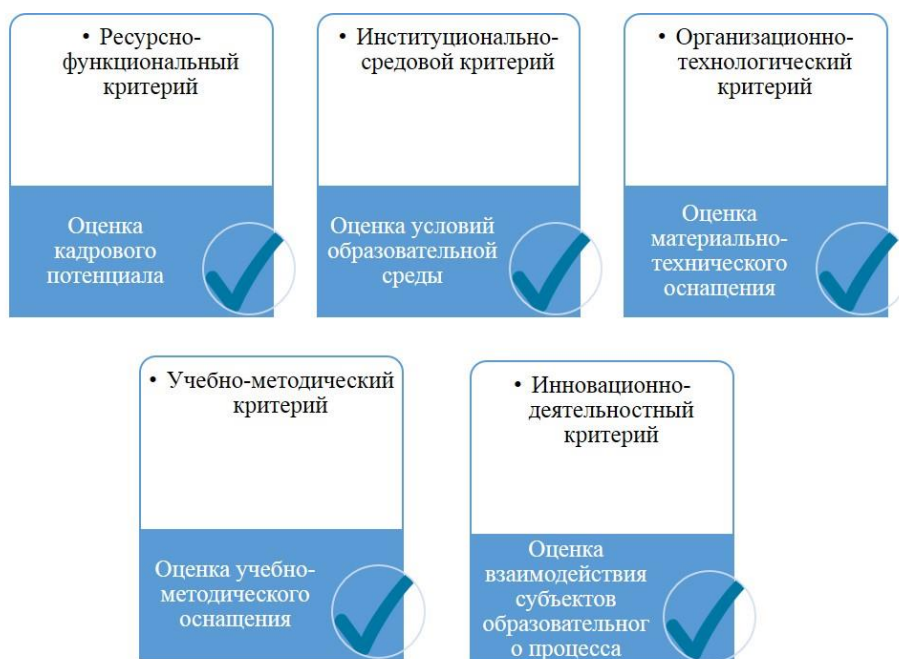 • Ресурсно-
функциональный
критерий
Оценка
кадрового
потенциала
• Институционально-
средовой критерий
Оценка условий
образовательной
среды
• Организационно-
технологический
критерий
Оценка
материально-
технического
оснащения
• Учебно-методический
критерий
Оценка учебно-
методического
оснащения
• Инновационно-
деятельностный
критерий
Оценка
взаимодействия
субъектов
образовательног
о процесса